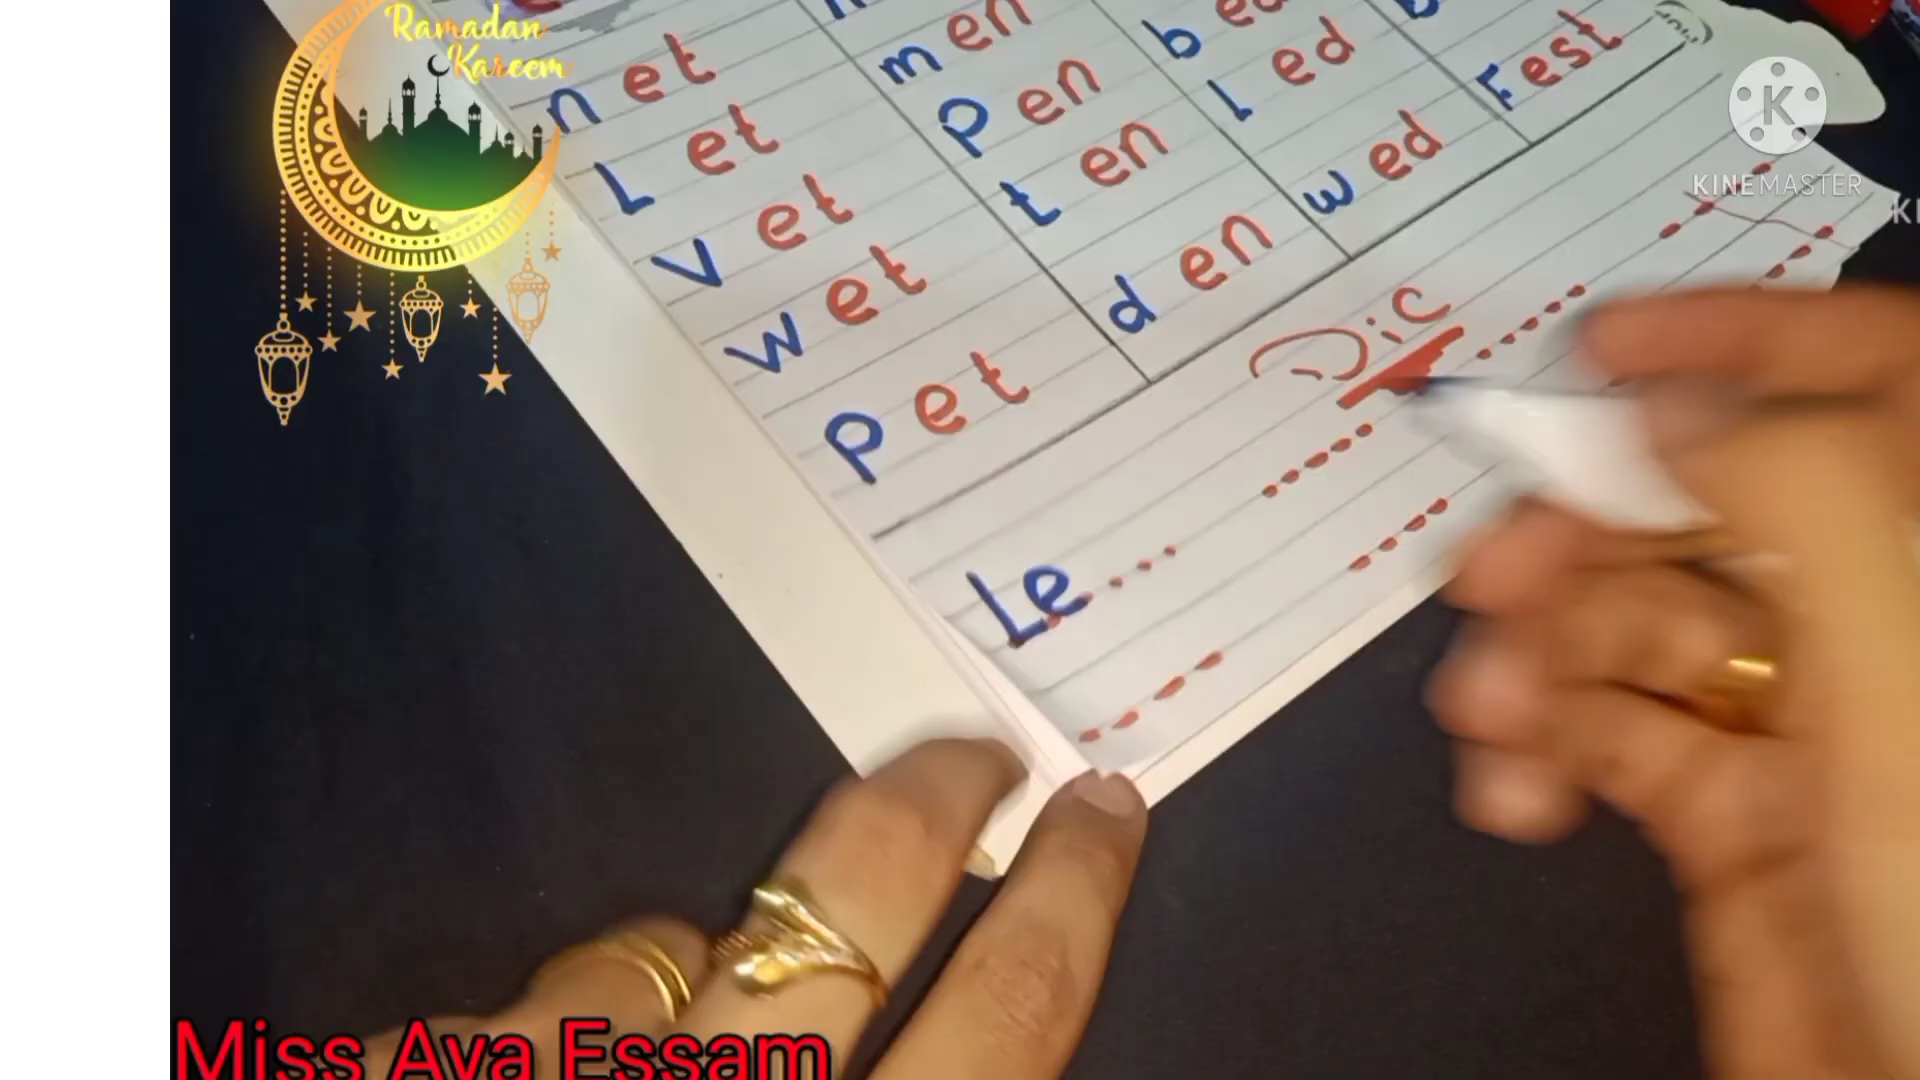 Ramadan
Kareem
net
men
Let
pen
led
Fest
vet
ten
wed
wet
den
pet
Dic
Le....
KINEMASTER
Miss Aya Essam